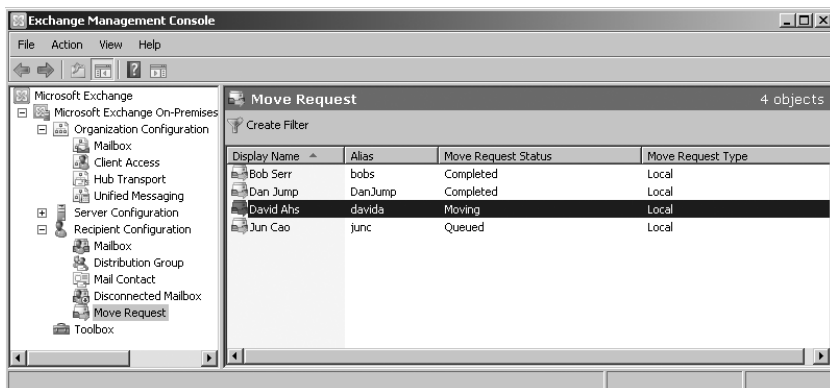 Exchange Management Console
File Action View Help
Microsoft Exchange
Microsoft Exchange On-Premises
Organization Configuration
Mailbox
Client Access
Hub Transport
Unified Messaging
Server Configuration
Recipient Configuration
Mailbox
Distribution Group
Mail Contact
Disconnected Mailbox
Move Request
Toolbox
Move Request 4 objects
Create Filter
Display Name Alias Move Request Status Move Request Type
Bob Serr bobs Completed Local
Dan Jump DanJump Completed Local
David Ahs davida Moving Local
Jun Cao junc Queued Local